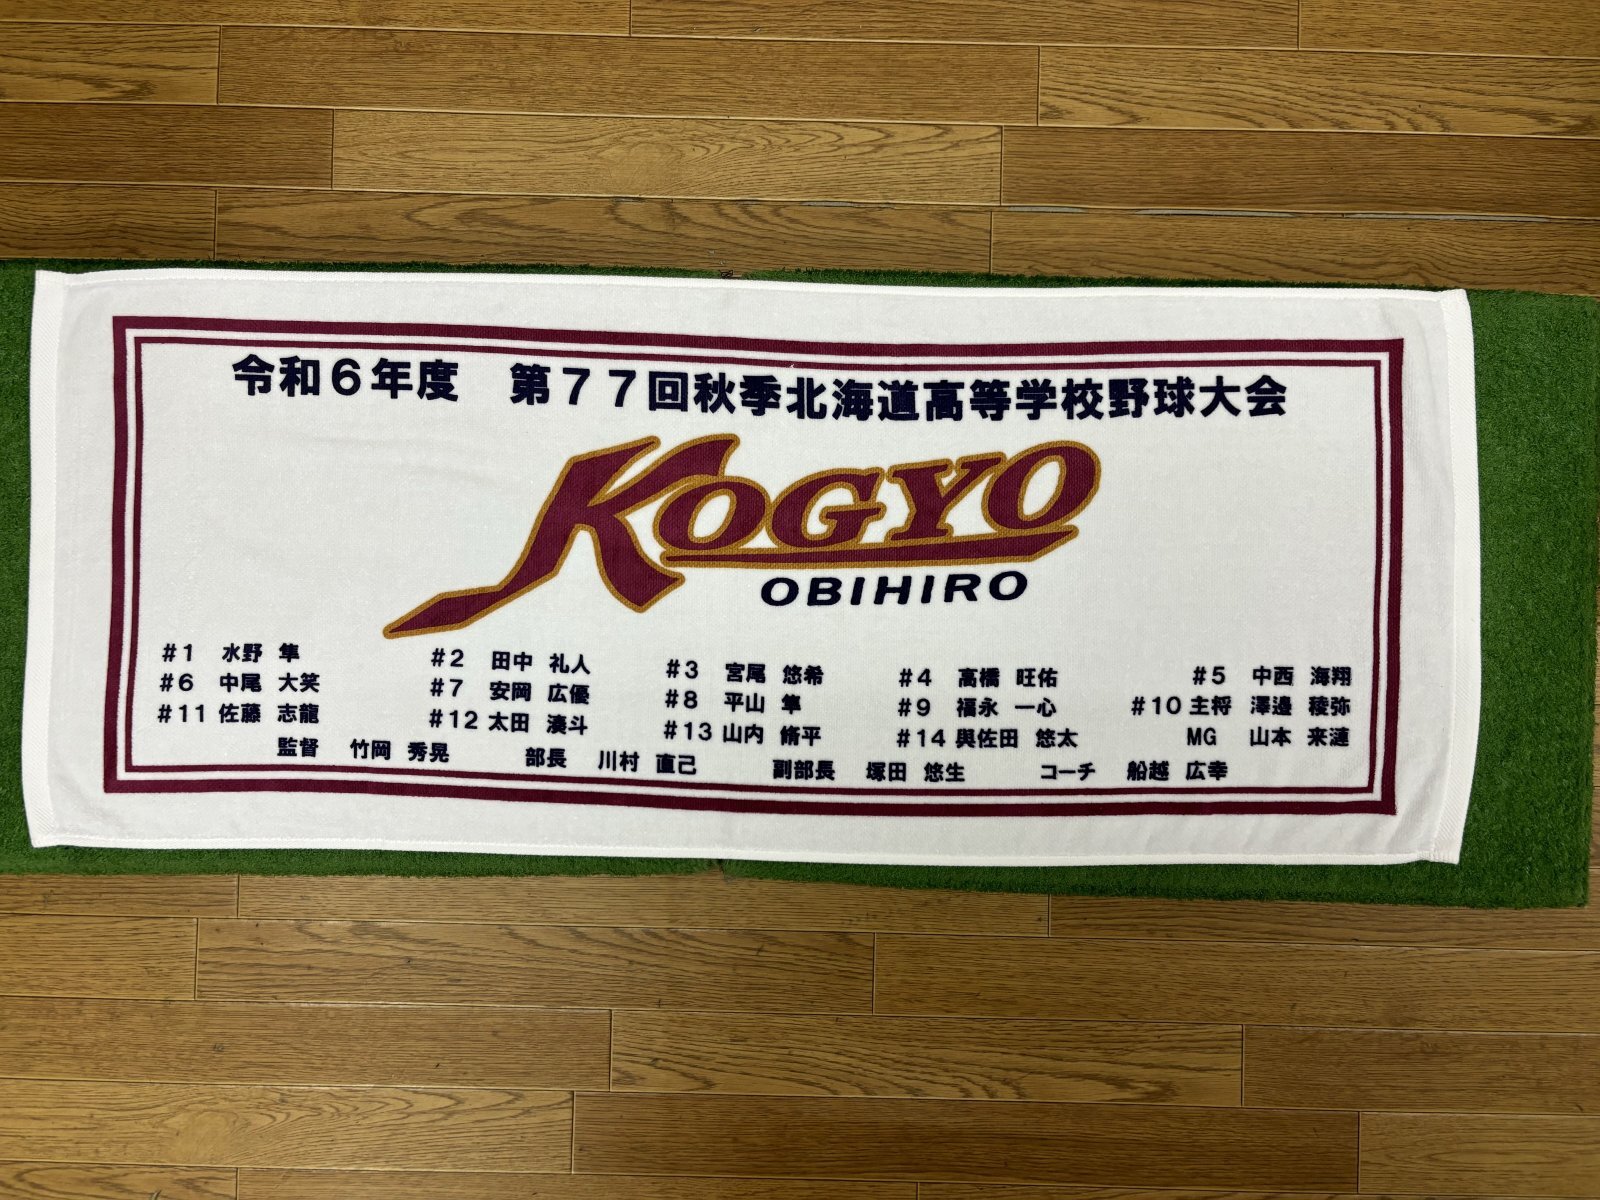 令和6年度　第77回秋季北海道高等学校野球大会
KOGYO
OBIHIRO
#1 水野 隼 #2 田中 礼人 #3 宮尾 悠希 #4 髙橋 旺佑 #5 中西 海翔
#6 中尾 大笑 #7 安岡 広優 #8 平山 隼 #9 福永 一心 #10 主将 澤邉 稜弥
#11 佐藤 志龍 #12 太田 湊斗 #13 山内 脩平 #14 與佐田 悠太 MG 山本 来漣
監督 竹岡 秀晃 部長 川村 直己 副部長 塚田 悠生 コーチ 船越 広幸